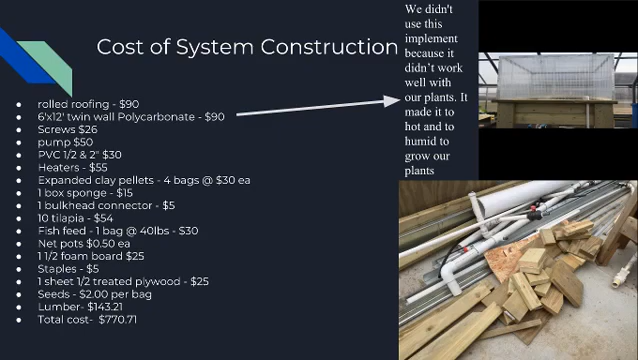 Cost of System Construction
rolled roofing - $90
6'x12' twin wall Polycarbonate - $90
Screws $26
pump $50
PVC 1/2 & 2" $30
Heaters - $55
Expanded clay pellets - 4 bags @ $30 ea
1 box sponge - $15
1 bulkhead connector - $5
10 tilapia - $54
Fish feed - 1 bag @ 40lbs - $30
Net pots $0.50 ea
1 1/2 foam board $25
Staples - $5
1 sheet 1/2 treated plywood - $25
Seeds - $2.00 per bag
Lumber- $143.21
Total cost-  $770.71
We didn't
use this
implement
because it
didn't work
well with
our plants. It
made it to
hot and to
humid to
grow our
plants